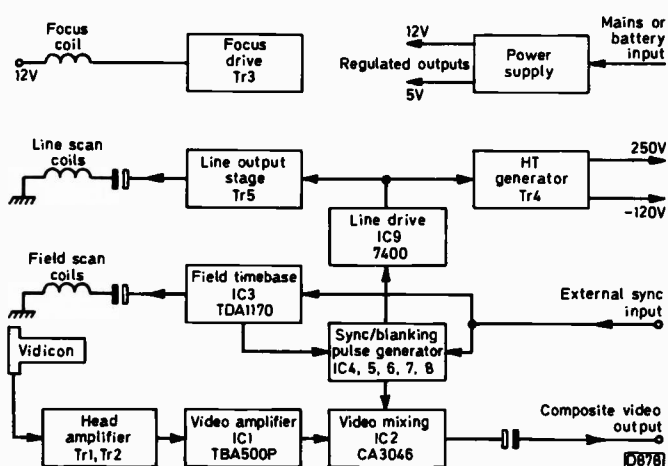 Focus
coil
12V
Focus
drive
Tr3
12V
Regulated outputs
5V
Power
supply
Mains or
battery
input
Line scan
coils
Line output
stage
Tr5
HT
generator
Tr4
250V
-120V
Line drive
IC9
7400
Field scan
coils
Field timebase
IC3
TDA1170
External sync
input
Vidicon
Sync/blanking
pulse generator
IC4, 5, 6, 7, 8
Head
amplifier
Tr1, Tr2
Video amplifier
IC1
TBA500P
Video mixing
IC2
CA3046
Composite video
output
D878